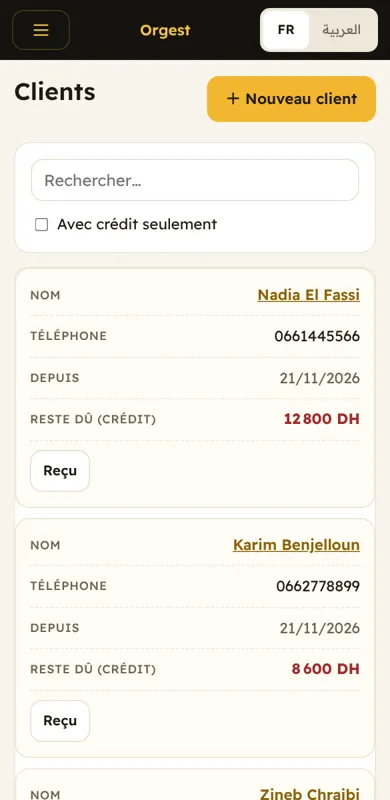 Orgest
FR العربية
Clients
+ Nouveau client
Rechercher...
Avec crédit seulement
NOM Nadia El Fassi
TÉLÉPHONE 0661445566
DEPUIS 21/11/2026
RESTE DÛ (CRÉDIT) 12 800 DH
Reçu
NOM Karim Benjelloun
TÉLÉPHONE 0662778899
DEPUIS 21/11/2026
RESTE DÛ (CRÉDIT) 8 600 DH
Reçu
NOM Zineb Chraibi